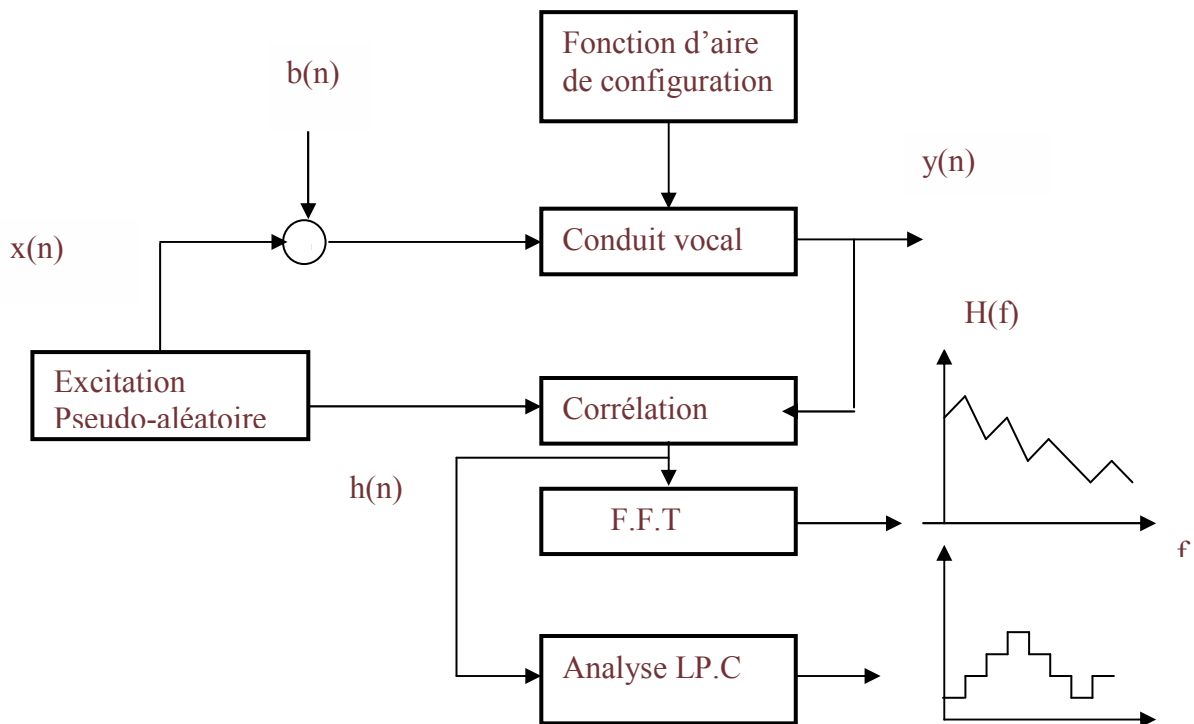 Fonction d’aire
de configuration
b(n)
y(n)
x(n)
Conduit vocal
H(f)
Excitation
Pseudo-aléatoire
Corrélation
h(n)
F.F.T
f
Analyse LP.C